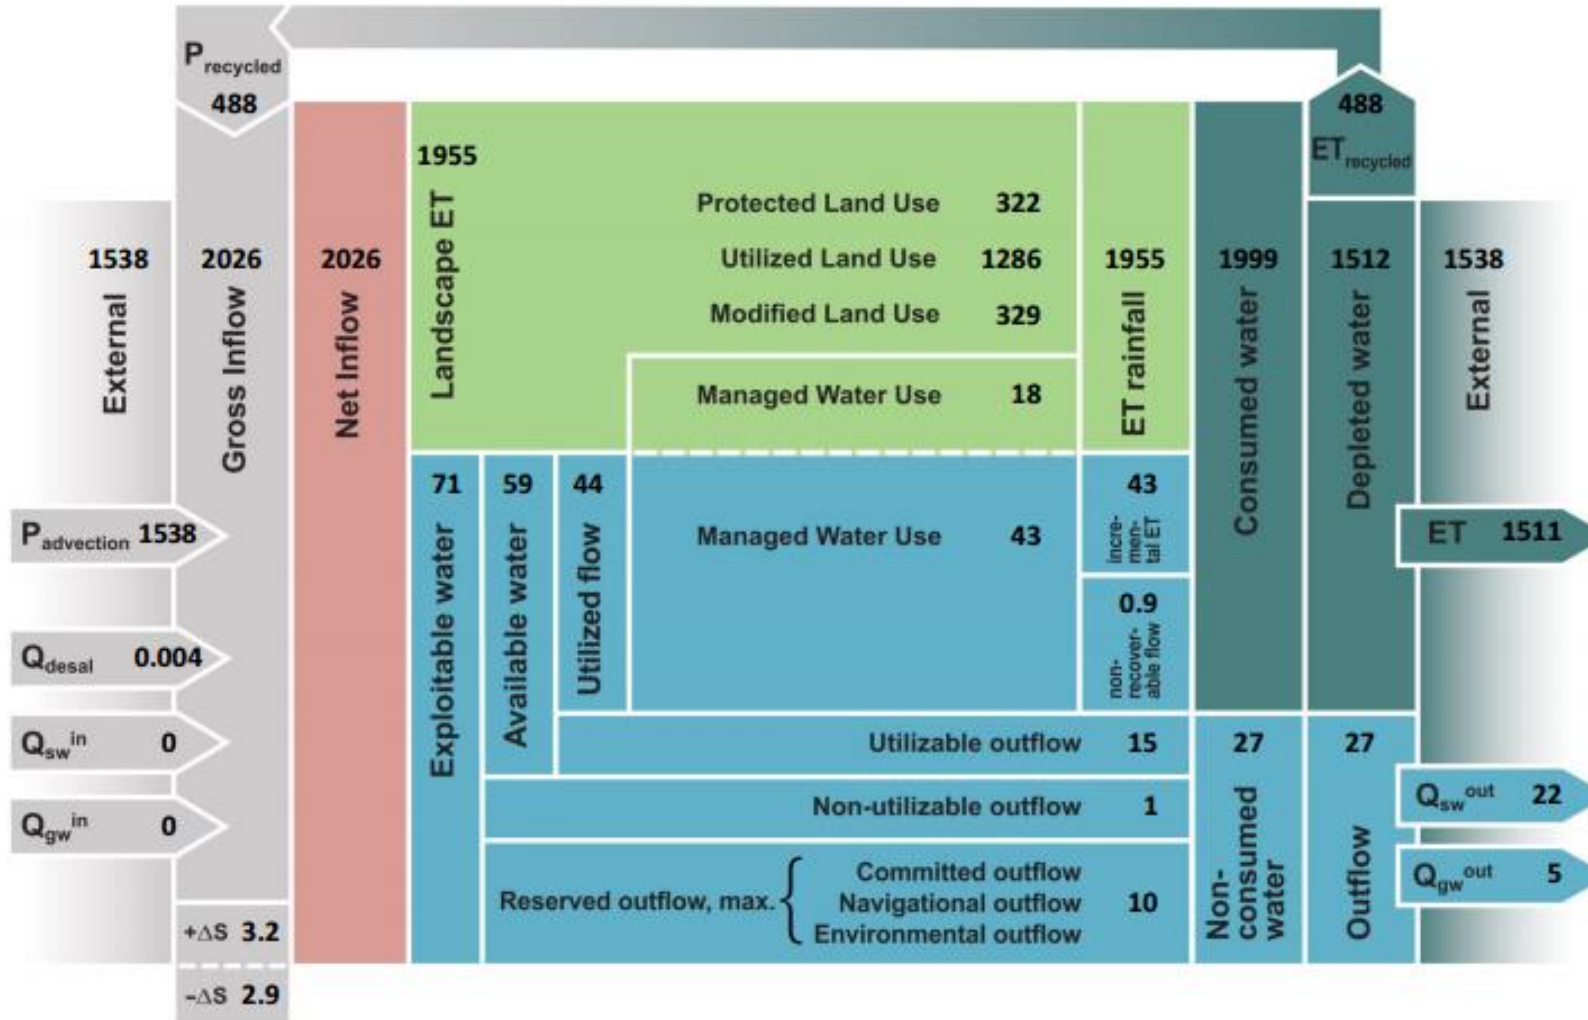 P recycled
488
488
ET recycled
1955
Landscape ET
Protected Land Use 322
Utilized Land Use 1286
Modified Land Use 329
Managed Water Use 18
1538
External
2026
Gross Inflow
2026
Net Inflow
1955
ET rainfall
1999
Consumed water
1512
Depleted water
1538
External
P advection 1538
Q desal 0.004
Q sw in 0
Q gw in 0
+ΔS 3.2
−ΔS 2.9
71
Exploitable water
59
Available water
44
Utilized flow
Managed Water Use 43
43
incre-
men-
tal ET
0.9
non-
recover-
able flow
ET 1511
Utilizable outflow 15
Non-utilizable outflow 1
Reserved outflow, max.
Committed outflow
Navigational outflow
Environmental outflow
10
27
Non-
consumed
water
27
Outflow
Q sw out 22
Q gw out 5